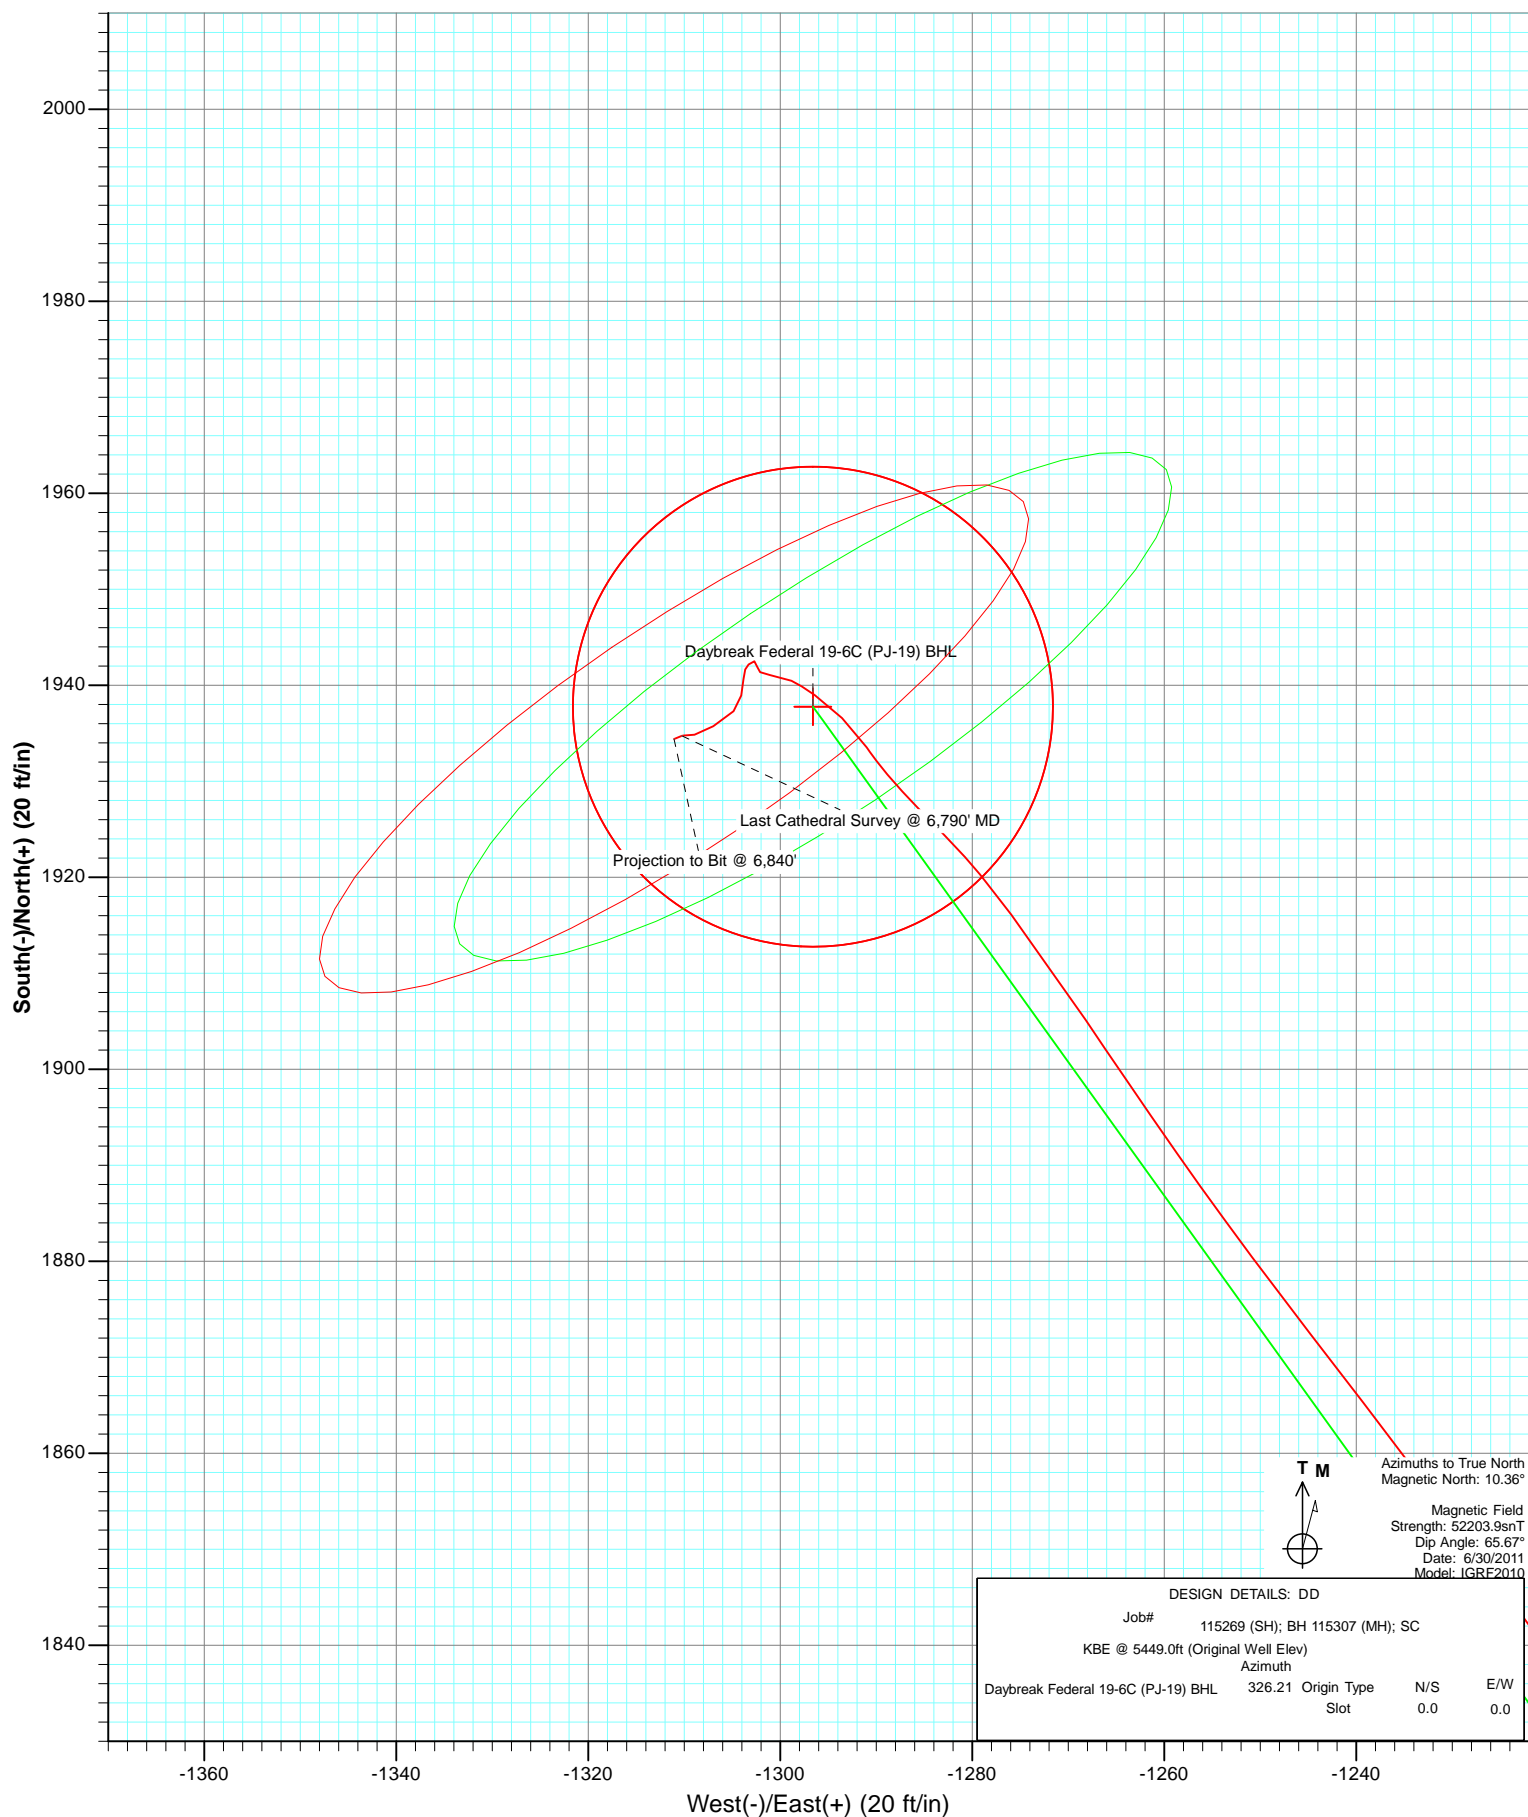 2000
1980
1960
1940
1920
1900
1880
1860
1840
South(-)/North(+) (20 ft/in)
Daybreak Federal 19-6C (PJ-19) BHL
Last Cathedral Survey @ 6,790' MD
Projection to Bit @ 6,840'
T M
Azimuths to True North
Magnetic North: 10.36°
Magnetic Field
Strength: 52203.9snT
Dip Angle: 65.67°
Date: 6/30/2011
Model: IGRF2010
DESIGN DETAILS: DD
Job# 115269 (SH); BH 115307 (MH); SC
KBE @ 5449.0ft (Original Well Elev)
Azimuth
Daybreak Federal 19-6C (PJ-19) BHL 326.21 Origin Type N/S E/W
Slot 0.0 0.0
-1360 -1340 -1320 -1300 -1280 -1260 -1240
West(-)/East(+) (20 ft/in)